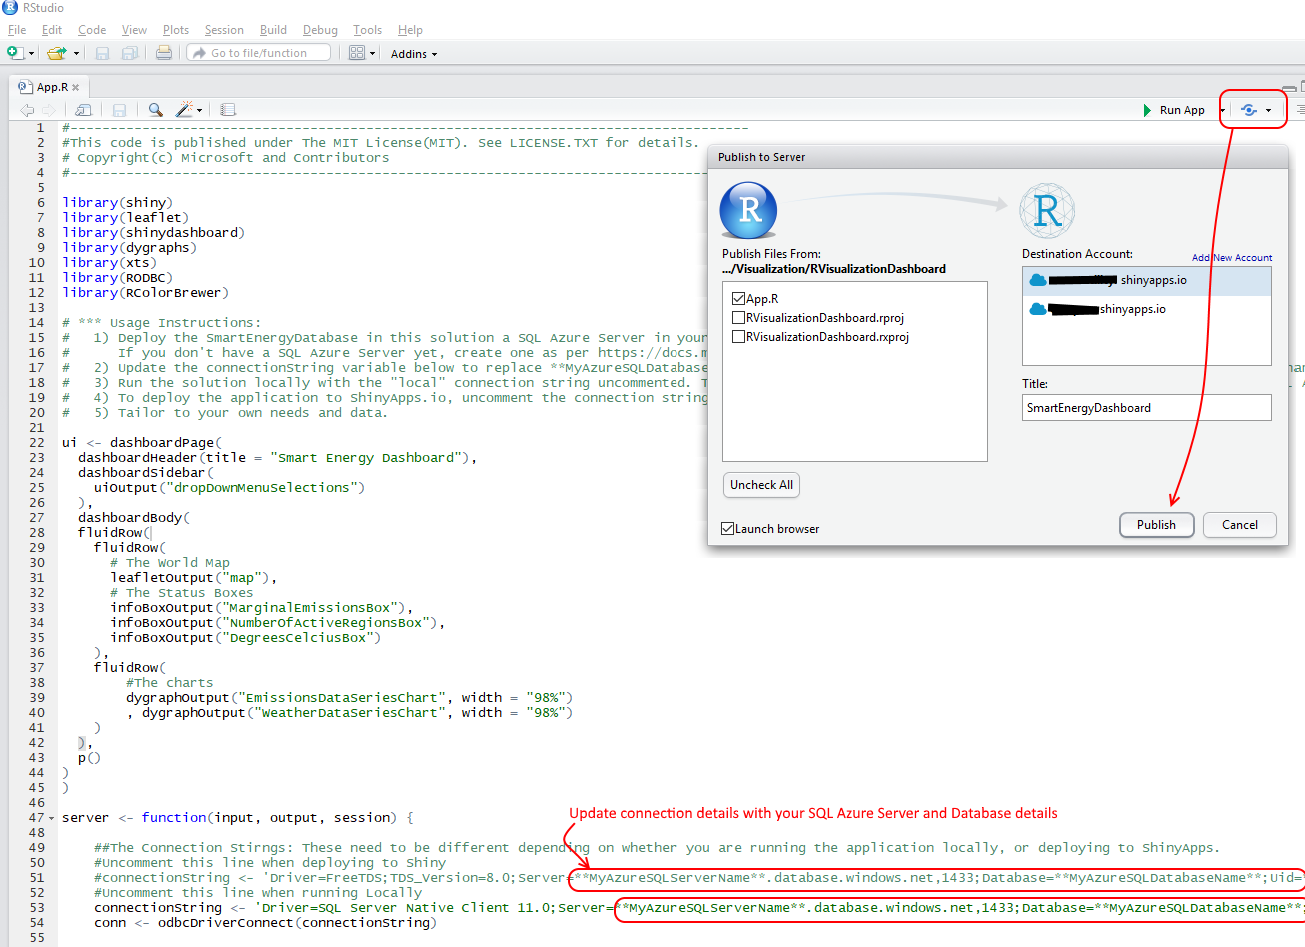 RStudio
File Edit Code View Plots Session Build Debug Tools Help
Go to file/function Addins
App.R
Run App
1 #-------------------------------------------------------------------------------------
2 #This code is published under The MIT License(MIT). See LICENSE.TXT for details.
3 # Copyright(c) Microsoft and Contributors
4 #---------------------------------------------------------------------------------
5
6 library(shiny)
7 library(leaflet)
8 library(shinydashboard)
9 library(dygraphs)
10 library(xts)
11 library(RODBC)
12 library(RColorBrewer)
13
14 # *** Usage Instructions:
15 #   1) Deploy the SmartEnergyDatabase in this solution a SQL Azure Server in your
16 #      If you don't have a SQL Azure Server yet, create one as per https://docs.m
17 #   2) Update the connectionString variable below to replace **MyAzureSQLDatabas
18 #   3) Run the solution locally with the "local" connection string uncommented. T
19 #   4) To deploy the application to ShinyApps.io, uncomment the connection string
20 #   5) Tailor to your own needs and data.
21
22 ui <- dashboardPage(
23   dashboardHeader(title = "Smart Energy Dashboard"),
24   dashboardSidebar(
25     uiOutput("dropDownMenuSelections")
26   ),
27   dashboardBody(
28   fluidRow(
29     fluidRow(
30       # The World Map
31       leafletOutput("map"),
32       # The Status Boxes
33       infoBoxOutput("MarginalEmissionsBox"),
34       infoBoxOutput("NumberOfActiveRegionsBox"),
35       infoBoxOutput("DegreesCelciusBox")
36     ),
37     fluidRow(
38         #The charts
39         dygraphOutput("EmissionsDataSeriesChart", width = "98%")
40         , dygraphOutput("WeatherDataSeriesChart", width = "98%")
41     )
42   ),
43   p()
44 )
45 )
46
47 server <- function(input, output, session) {
48
49     ##The Connection Stirngs: These need to be different depending on whether you are running the application locally, or deploying to ShinyApps.
50     #Uncomment this line when deploying to Shiny
51     #connectionString <- 'Driver=FreeTDS;TDS_Version=8.0;Server=**MyAzureSQLServerName**.database.windows.net,1433;Database=**MyAzureSQLDatabaseName**;Uid=*
52     #Uncomment this line when running Locally
53     connectionString <- 'Driver=SQL Server Native Client 11.0;Server=**MyAzureSQLServerName**.database.windows.net,1433;Database=**MyAzureSQLDatabaseName**;
54     conn <- odbcDriverConnect(connectionString)
55
Update connection details with your SQL Azure Server and Database details
Publish to Server
R
R
Publish Files From:
.../Visualization/RVisualizationDashboard
App.R
RVisualizationDashboard.rproj
RVisualizationDashboard.rxproj
Uncheck All
Launch browser
Destination Account: Add New Account
shinyapps.io
shinyapps.io
Title:
SmartEnergyDashboard
Publish Cancel